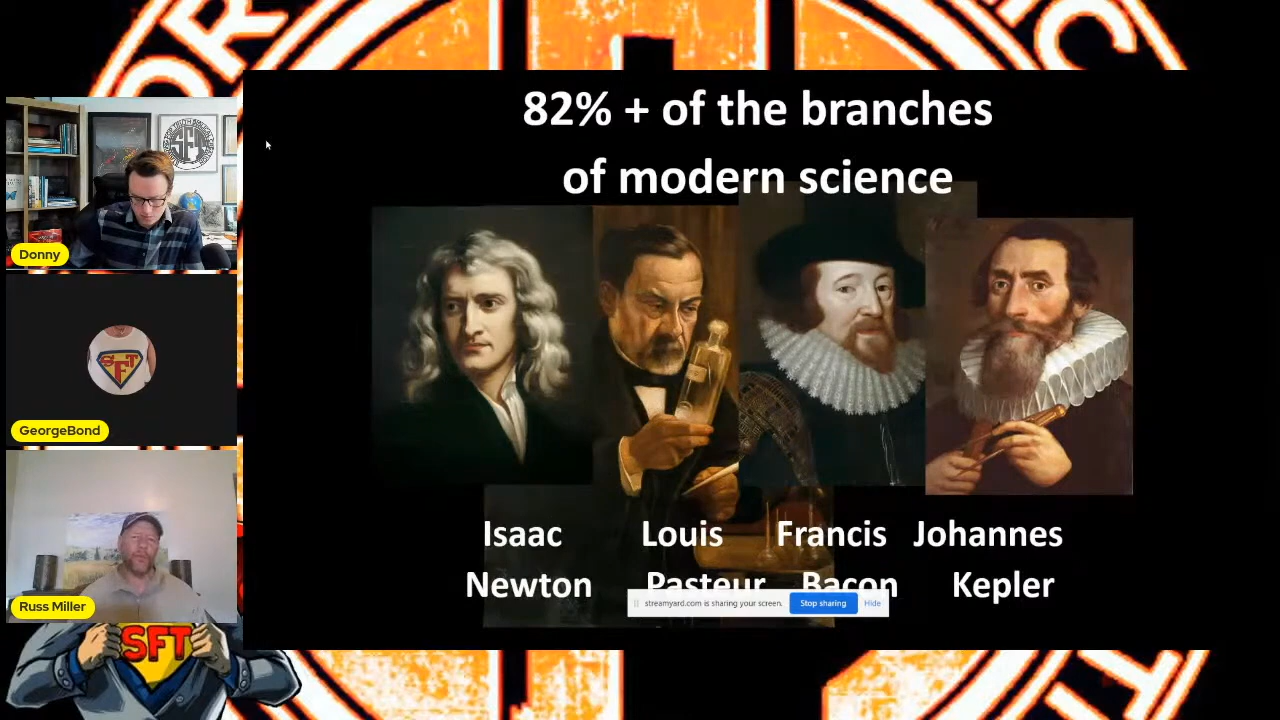 82% + of the branches
of modern science
Isaac Louis Francis Johannes
Newton Pasteur Bacon Kepler
streamyard.com is sharing your screen. Stop sharing Hide
Donny
SFT
GeorgeBond
SFT
Russ Miller
SFT